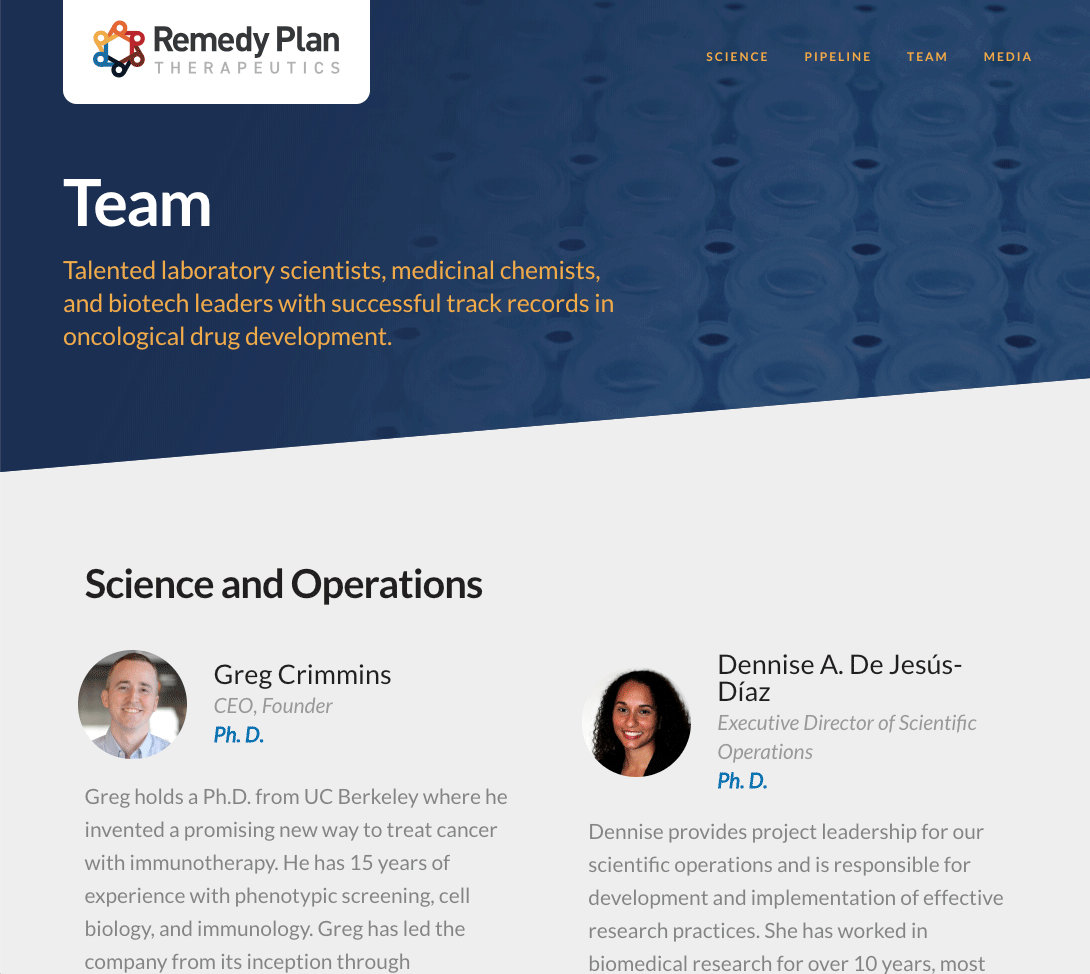 Remedy Plan
THERAPEUTICS
SCIENCE PIPELINE TEAM MEDIA
Team
Talented laboratory scientists, medicinal chemists,
and biotech leaders with successful track records in
oncological drug development.
Science and Operations
Greg Crimmins
CEO, Founder
Ph. D.
Greg holds a Ph.D. from UC Berkeley where he
invented a promising new way to treat cancer
with immunotherapy. He has 15 years of
experience with phenotypic screening, cell
biology, and immunology. Greg has led the
company from its inception through
Dennise A. De Jesús-
Díaz
Executive Director of Scientific
Operations
Ph. D.
Dennise provides project leadership for our
scientific operations and is responsible for
development and implementation of effective
research practices. She has worked in
biomedical research for over 10 years, most